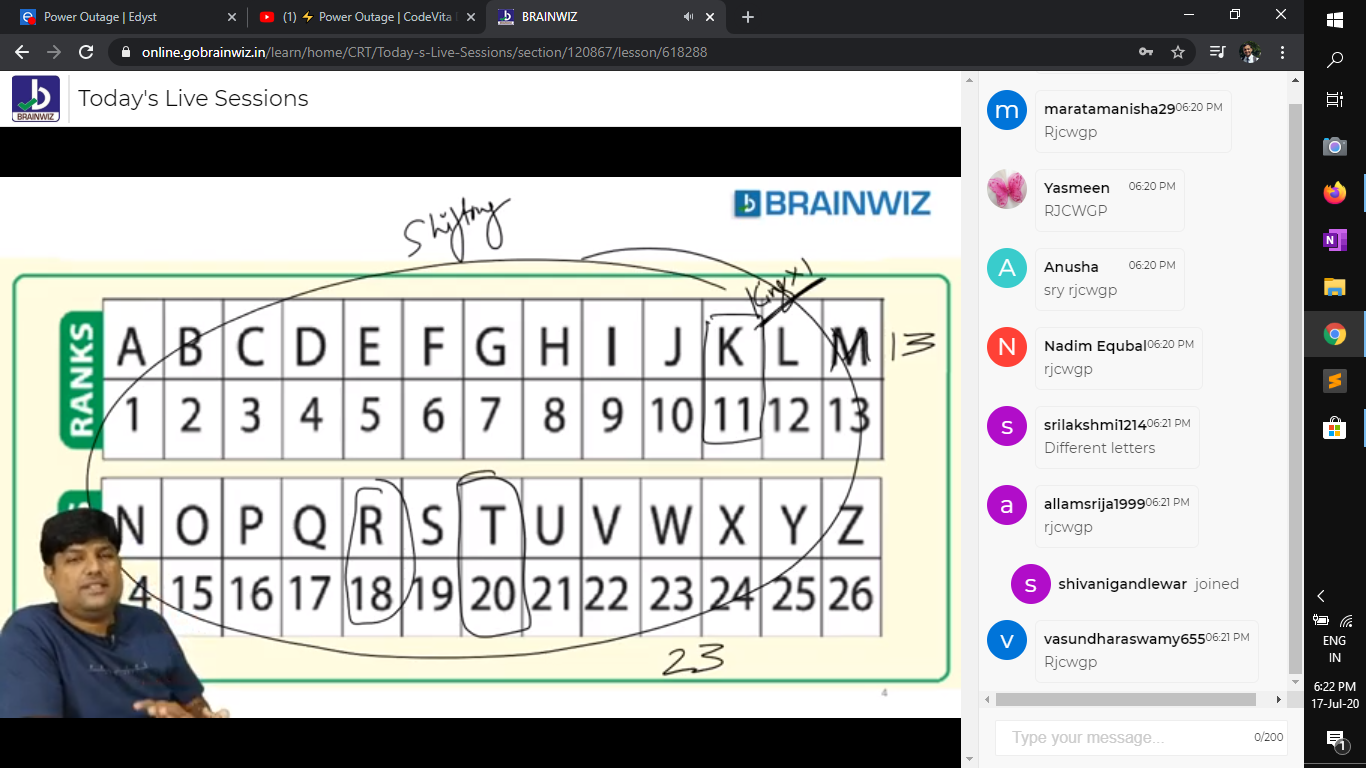 Power Outage | Edyst
(1) ⚡ Power Outage | CodeVita
BRAINWIZ
online.gobrainwiz.in/learn/home/CRT/Today-s-Live-Sessions/section/120867/lesson/618288
b
BRAINWIZ
Today's Live Sessions
Shifting
BRAINWIZ
RANKS
A B C D E F G H I J K L M 13
1 2 3 4 5 6 7 8 9 10 11 12 13
N O P Q R S T U V W X Y Z
4 15 16 17 18 19 20 21 22 23 24 25 26
23
4
m
maratamanisha29 06:20 PM
Rjcwgp
Yasmeen 06:20 PM
RJCWGP
A
Anusha 06:20 PM
sry rjcwgp
N
Nadim Equbal 06:20 PM
rjcwgp
s
srilakshmi1214 06:21 PM
Different letters
a
allamsrija1999 06:21 PM
rjcwgp
s
shivanigandlewar joined
v
vasundharaswamy655 06:21 PM
Rjcwgp
Type your message... 0/200
N
S
ENG
IN
6:22 PM
17-Jul-20
1